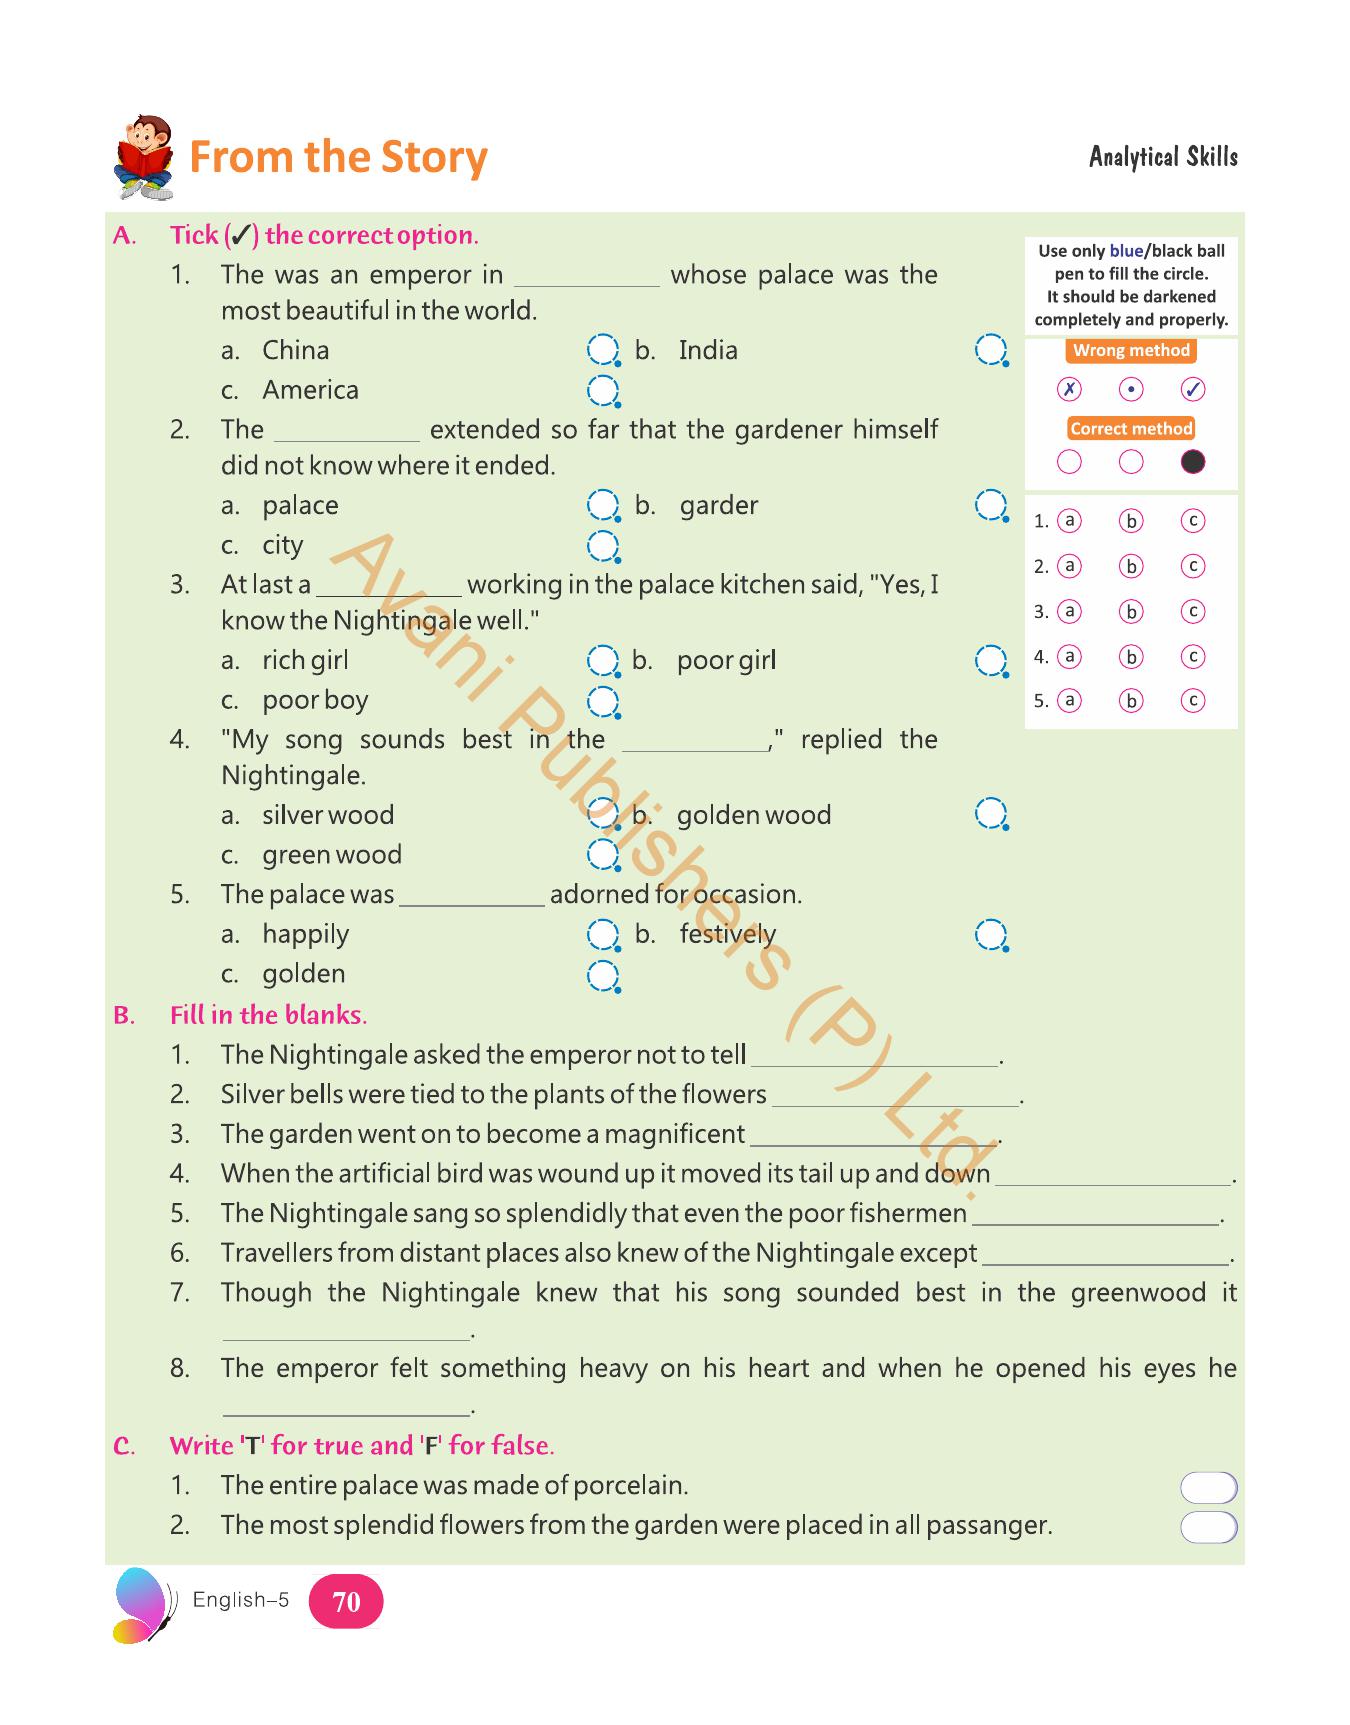 From the Story
Analytical Skills
A. Tick (✓) the correct option.
1. The was an emperor in ___________ whose palace was the
most beautiful in the world.
a. China b. India
c. America
2. The ___________ extended so far that the gardener himself
did not know where it ended.
a. palace b. garder
c. city
3. At last a ___________ working in the palace kitchen said, "Yes, I
know the Nightingale well."
a. rich girl b. poor girl
c. poor boy
4. "My song sounds best in the ___________," replied the
Nightingale.
a. silver wood b. golden wood
c. green wood
5. The palace was ___________ adorned for occasion.
a. happily b. festively
c. golden
Use only blue/black ball
pen to fill the circle.
It should be darkened
completely and properly.
Wrong method
✗ • ✓
Correct method
1. a b c
2. a b c
3. a b c
4. a b c
5. a b c
B. Fill in the blanks.
1. The Nightingale asked the emperor not to tell ___________.
2. Silver bells were tied to the plants of the flowers ___________.
3. The garden went on to become a magnificent ___________.
4. When the artificial bird was wound up it moved its tail up and down ___________.
5. The Nightingale sang so splendidly that even the poor fishermen ___________.
6. Travellers from distant places also knew of the Nightingale except ___________.
7. Though the Nightingale knew that his song sounded best in the greenwood it
___________.
8. The emperor felt something heavy on his heart and when he opened his eyes he
___________.
C. Write 'T' for true and 'F' for false.
1. The entire palace was made of porcelain.
2. The most splendid flowers from the garden were placed in all passanger.
Avani Publishers (P) Ltd.
English–5 70